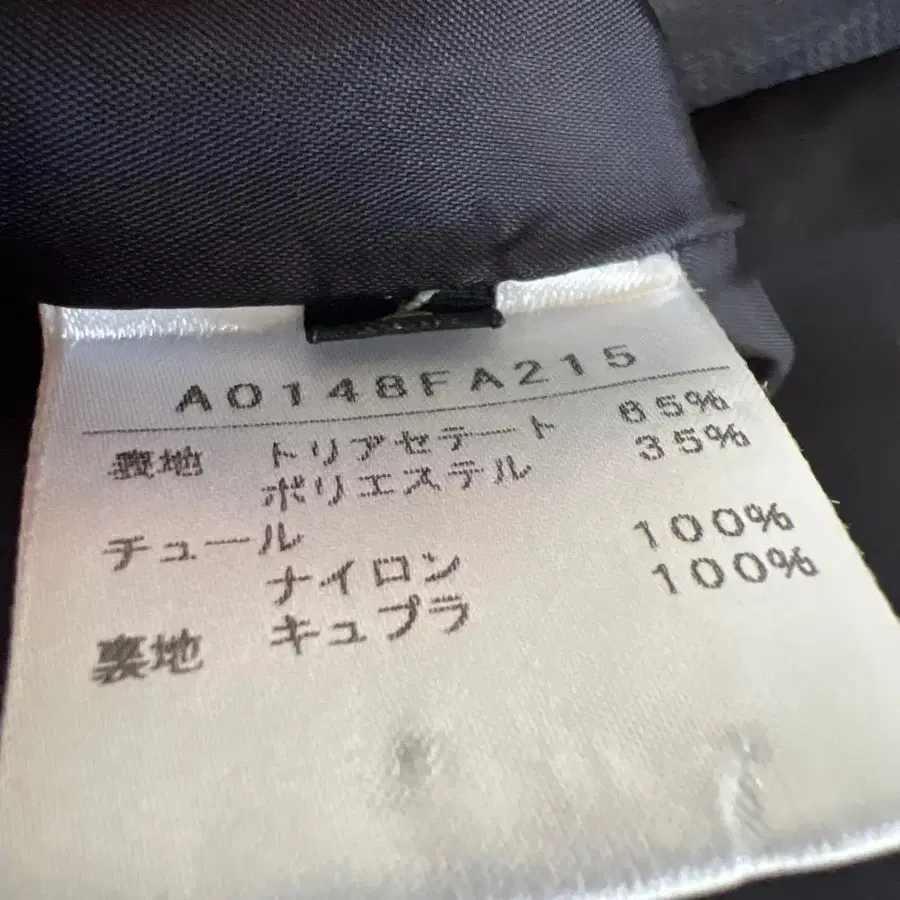 A0148FA215
表地 トリアセテート 65%
ポリエステル 35%
チュール
ナイロン 100%
裏地 キュプラ 100%